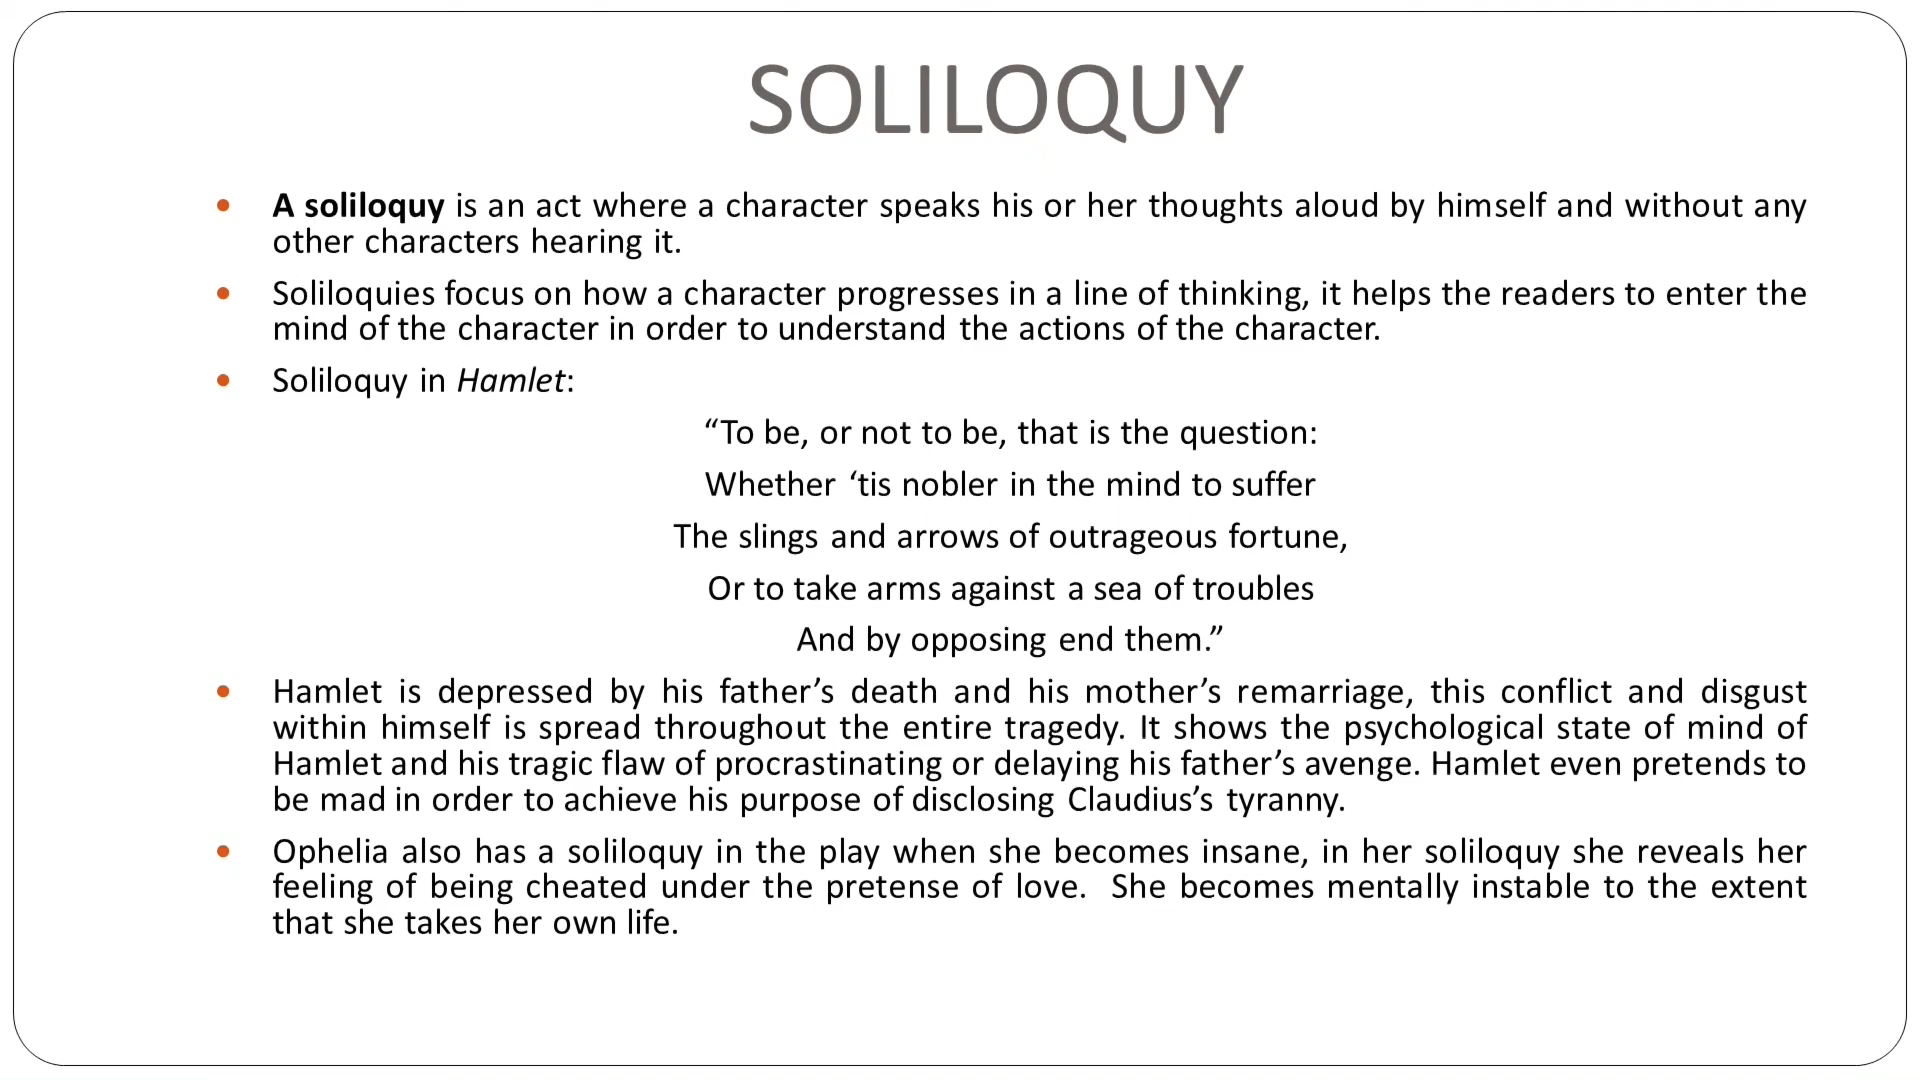 SOLILOQUY
A soliloquy is an act where a character speaks his or her thoughts aloud by himself and without any
other characters hearing it.
Soliloquies focus on how a character progresses in a line of thinking, it helps the readers to enter the
mind of the character in order to understand the actions of the character.
Soliloquy in Hamlet:
“To be, or not to be, that is the question:
Whether ‘tis nobler in the mind to suffer
The slings and arrows of outrageous fortune,
Or to take arms against a sea of troubles
And by opposing end them.”
Hamlet is depressed by his father’s death and his mother’s remarriage, this conflict and disgust
within himself is spread throughout the entire tragedy. It shows the psychological state of mind of
Hamlet and his tragic flaw of procrastinating or delaying his father’s avenge. Hamlet even pretends to
be mad in order to achieve his purpose of disclosing Claudius’s tyranny.
Ophelia also has a soliloquy in the play when she becomes insane, in her soliloquy she reveals her
feeling of being cheated under the pretense of love. She becomes mentally instable to the extent
that she takes her own life.